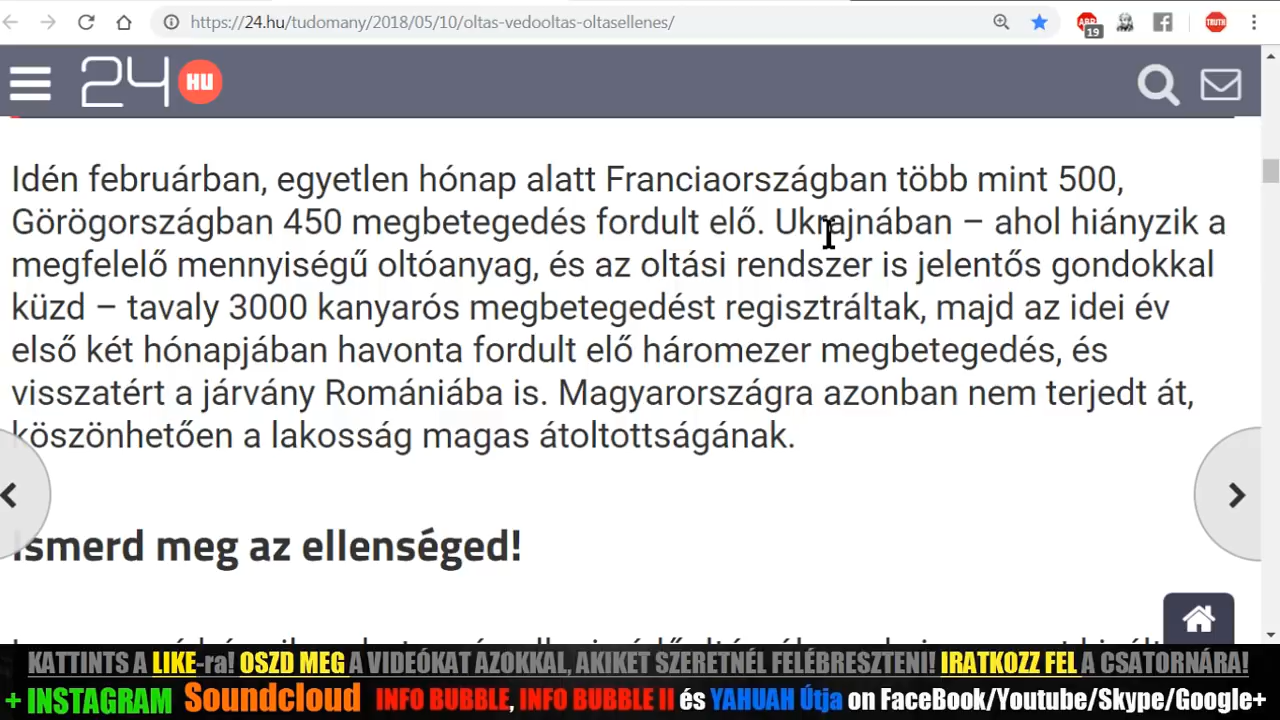 https://24.hu/tudomany/2018/05/10/oltas-vedooltas-oltasellenes/
ABP
19
TRUTH
24 HU
Idén februárban, egyetlen hónap alatt Franciaországban több mint 500,
Görögországban 450 megbetegedés fordult elő. Ukrajnában – ahol hiányzik a
megfelelő mennyiségű oltóanyag, és az oltási rendszer is jelentős gondokkal
küzd – tavaly 3000 kanyarós megbetegedést regisztráltak, majd az idei év
első két hónapjában havonta fordult elő háromezer megbetegedés, és
visszatért a járvány Romániába is. Magyarországra azonban nem terjedt át,
köszönhetően a lakosság magas átoltottságának.
Ismerd meg az ellenséged!
KATTINTS A LIKE-ra! OSZD MEG A VIDEÓKAT AZOKKAL, AKIKET SZERETNÉL FELÉBRESZTENI! IRATKOZZ FEL A CSATORNÁRA!
+ INSTAGRAM Soundcloud INFO BUBBLE, INFO BUBBLE II és YAHUAH Útja on FaceBook/Youtube/Skype/Google+